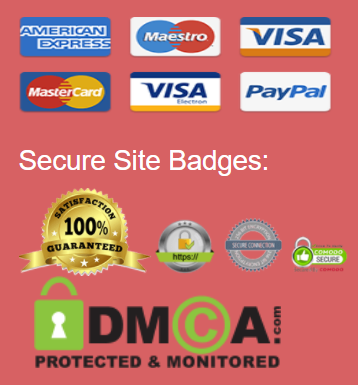 AMERICAN EXPRESS
Maestro
VISA
MasterCard
VISA Electron
PayPal
Secure Site Badges:
SATISFACTION
100%
GUARANTEED
https://
SECURE CONNECTION
COMODO
SECURE
COMODO
DMCA.com
PROTECTED & MONITORED